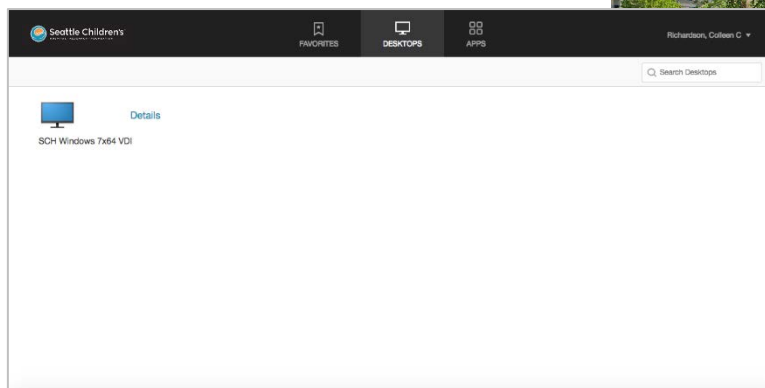 Seattle Children's
FAVORITES
DESKTOPS
APPS
Richardson, Colleen C
Search Desktops
Details
SCH Windows 7x64 VDI